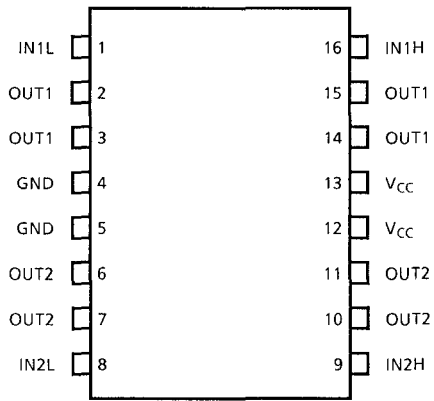 IN1L 1 16 IN1H
OUT1 2 15 OUT1
OUT1 3 14 OUT1
GND 4 13 VCC
GND 5 12 VCC
OUT2 6 11 OUT2
OUT2 7 10 OUT2
IN2L 8 9 IN2H